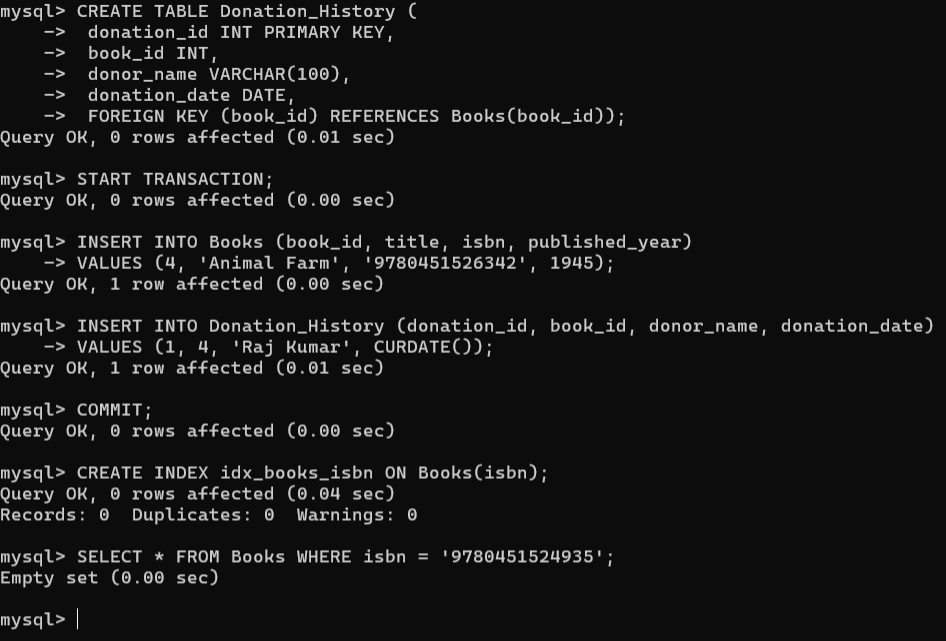 mysql> CREATE TABLE Donation_History (
    ->  donation_id INT PRIMARY KEY,
    ->  book_id INT,
    ->  donor_name VARCHAR(100),
    ->  donation_date DATE,
    ->  FOREIGN KEY (book_id) REFERENCES Books(book_id));
Query OK, 0 rows affected (0.01 sec)

mysql> START TRANSACTION;
Query OK, 0 rows affected (0.00 sec)

mysql> INSERT INTO Books (book_id, title, isbn, published_year)
    -> VALUES (4, 'Animal Farm', '9780451526342', 1945);
Query OK, 1 row affected (0.00 sec)

mysql> INSERT INTO Donation_History (donation_id, book_id, donor_name, donation_date)
    -> VALUES (1, 4, 'Raj Kumar', CURDATE());
Query OK, 1 row affected (0.01 sec)

mysql> COMMIT;
Query OK, 0 rows affected (0.00 sec)

mysql> CREATE INDEX idx_books_isbn ON Books(isbn);
Query OK, 0 rows affected (0.04 sec)
Records: 0  Duplicates: 0  Warnings: 0

mysql> SELECT * FROM Books WHERE isbn = '9780451524935';
Empty set (0.00 sec)

mysql>